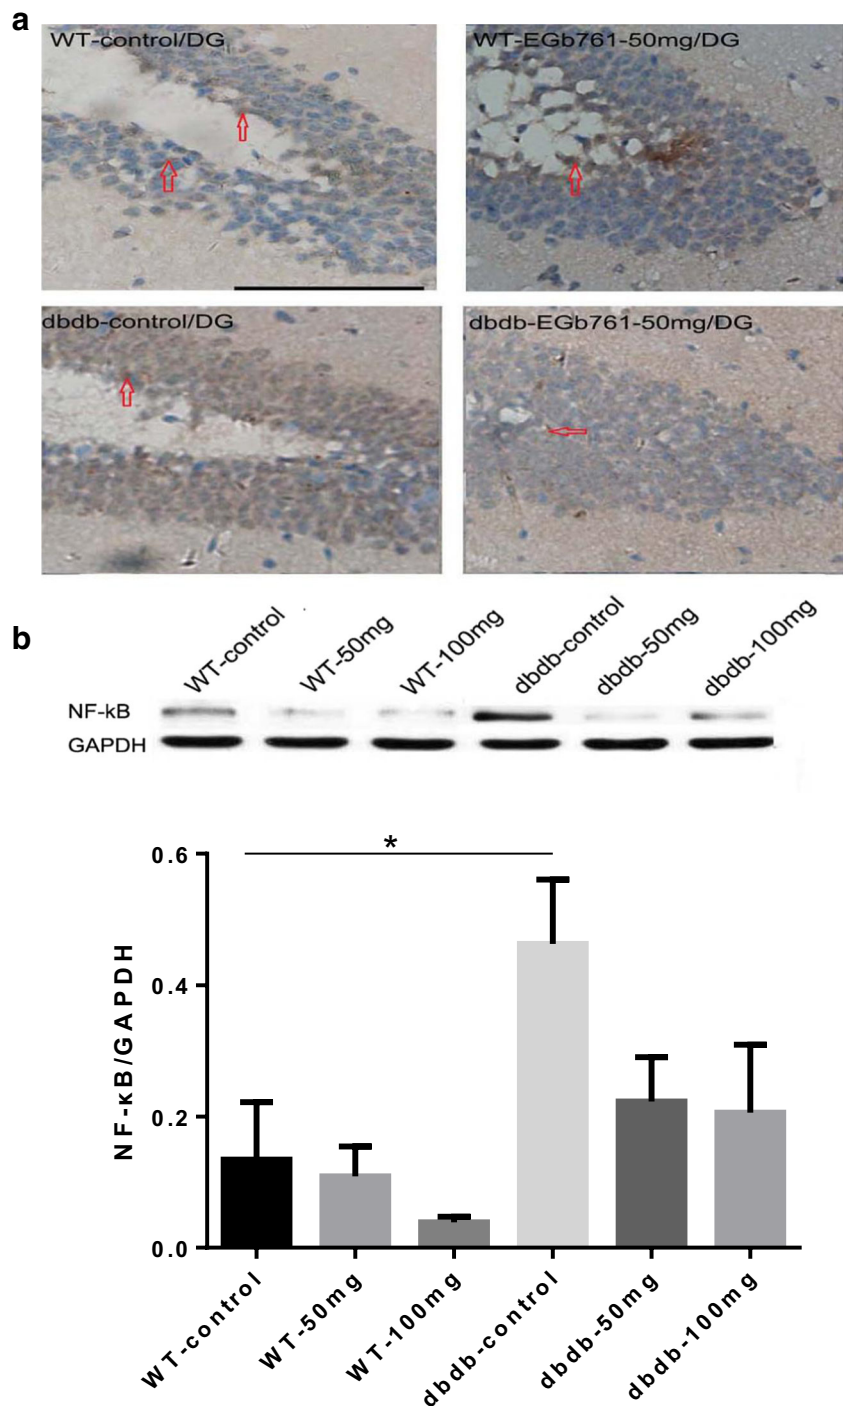 a
WT-control/DG
WT-EGb761-50mg/DG
dbdb-control/DG
dbdb-EGb761-50mg/DG
b
WT-control
WT-50mg
WT-100mg
dbdb-control
dbdb-50mg
dbdb-100mg
NF-kB
GAPDH
*
NF-κB/GAPDH
0.6
0.4
0.2
0.0
WT-control
WT-50mg
WT-100mg
dbdb-control
dbdb-50mg
dbdb-100mg